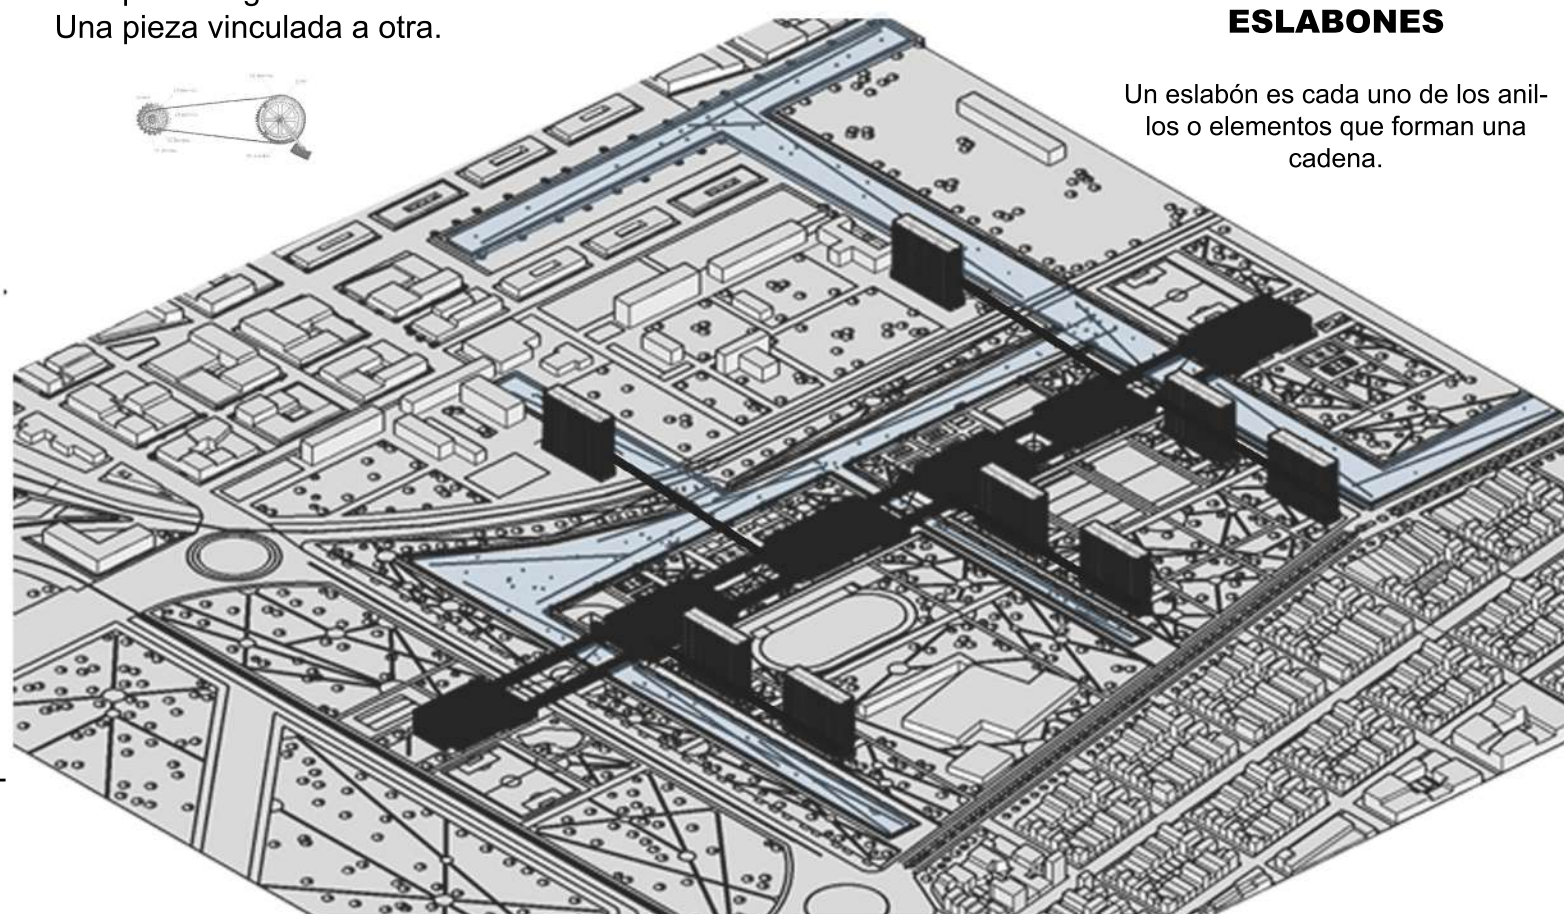 Una pieza vinculada a otra.
ESLABONES
Un eslabón es cada uno de los anil-
los o elementos que forman una
cadena.